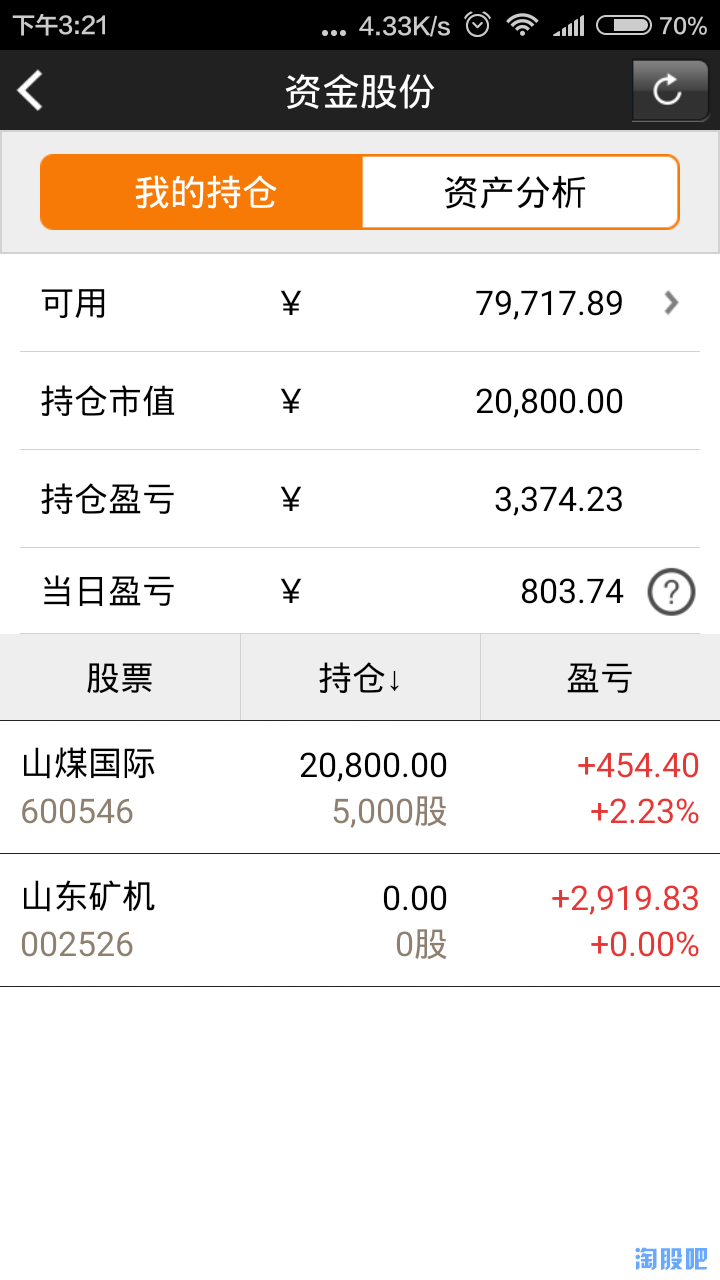 下午3:21 ... 4.33K/s 70%
资金股份
我的持仓 资产分析
可用 ¥ 79,717.89
持仓市值 ¥ 20,800.00
持仓盈亏 ¥ 3,374.23
当日盈亏 ¥ 803.74 ?
股票 持仓↓ 盈亏
山煤国际 20,800.00 +454.40
600546 5,000股 +2.23%
山东矿机 0.00 +2,919.83
002526 0股 +0.00%
淘股吧